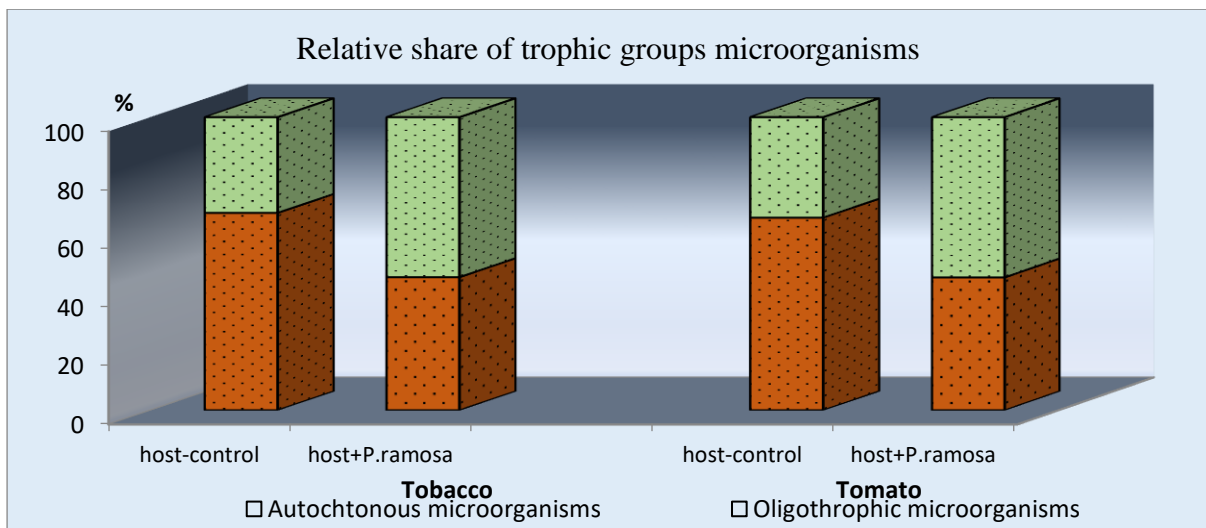 Relative share of trophic groups microorganisms
%
100
80
60
40
20
0
host-control host+P.ramosa host-control host+P.ramosa
Tobacco Tomato
Autochtonous microorganisms Oligothrophic microorganisms